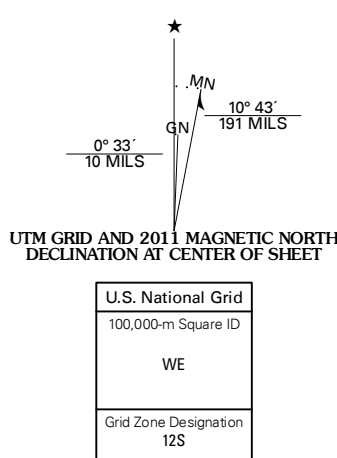 ★
MN
10° 43´
191 MILS
GN
0° 33´
10 MILS
UTM GRID AND 2011 MAGNETIC NORTH
DECLINATION AT CENTER OF SHEET
U.S. National Grid
100,000-m Square ID
WE
Grid Zone Designation
12S